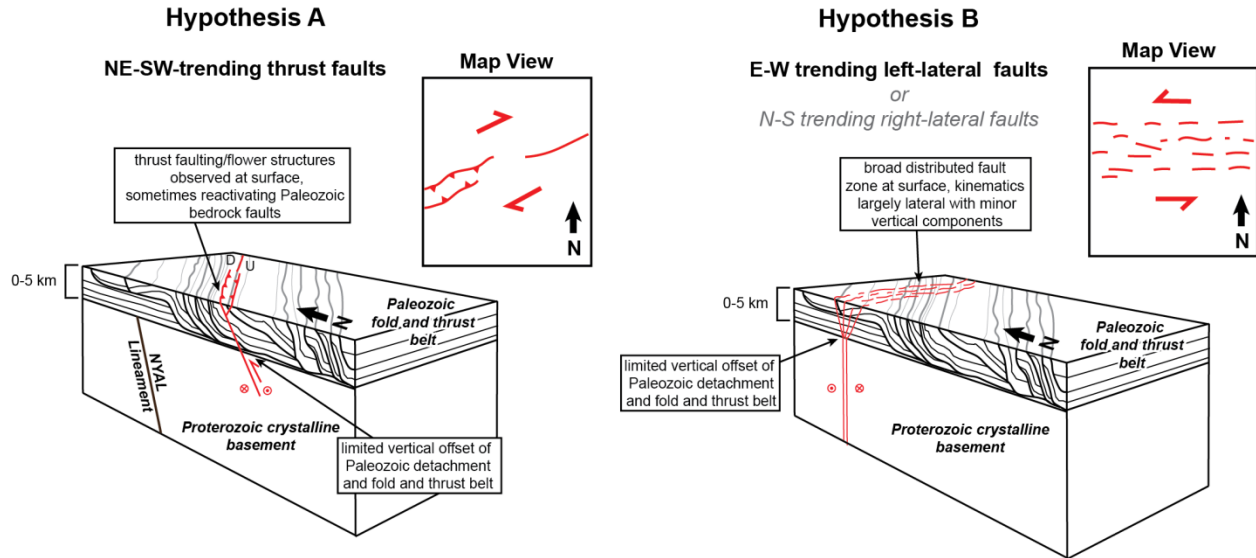 Hypothesis A
NE-SW-trending thrust faults
Map View
N
thrust faulting/flower structures
observed at surface,
sometimes reactivating Paleozoic
bedrock faults
D
U
0-5 km
N
Paleozoic
fold and thrust
belt
NYAL
Lineament
Proterozoic crystalline
basement
limited vertical offset of
Paleozoic detachment
and fold and thrust belt
Hypothesis B
E-W trending left-lateral faults
or
N-S trending right-lateral faults
Map View
N
broad distributed fault
zone at surface, kinematics
largely lateral with minor
vertical components
0-5 km
N
Paleozoic
fold and thrust
belt
limited vertical offset of
Paleozoic detachment
and fold and thrust belt
Proterozoic crystalline
basement